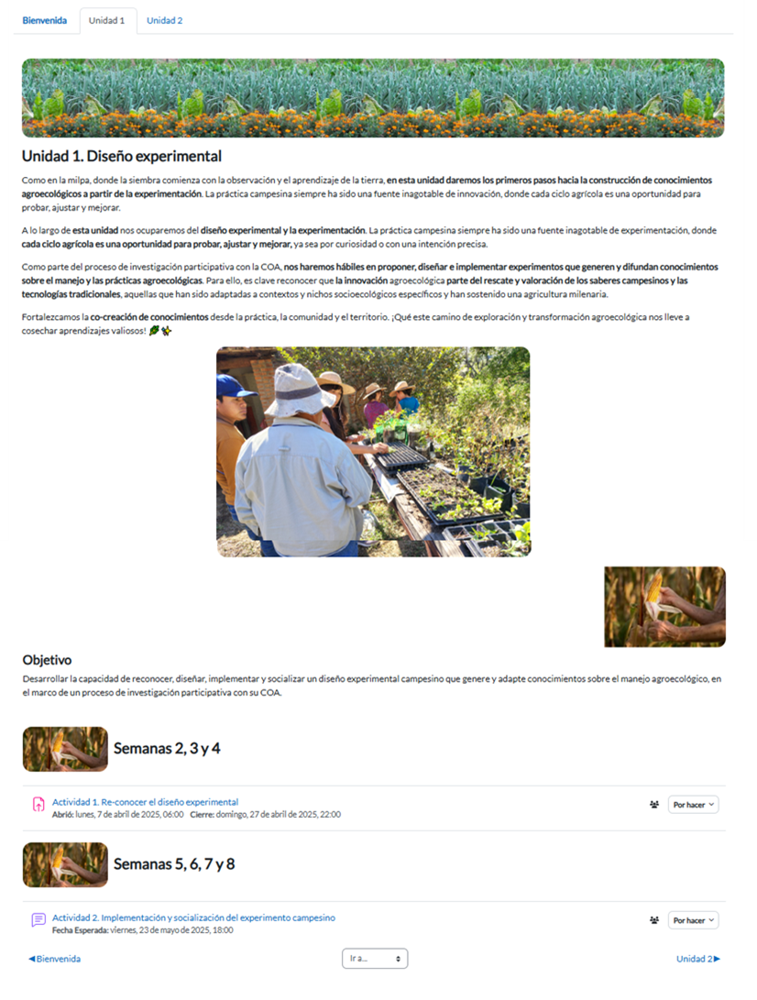 Bienvenida
Unidad 1
Unidad 2
Unidad 1. Diseño experimental
Como en la milpa, donde la siembra comienza con la observación y el aprendizaje de la tierra, en esta unidad daremos los primeros pasos hacia la construcción de conocimientos
agroecológicos a partir de la experimentación. La práctica campesina siempre ha sido una fuente inagotable de innovación, donde cada ciclo agrícola es una oportunidad para
probar, ajustar y mejorar.
A lo largo de esta unidad nos ocuparemos del diseño experimental y la experimentación. La práctica campesina siempre ha sido una fuente inagotable de experimentación, donde
cada ciclo agrícola es una oportunidad para probar, ajustar y mejorar, ya sea por curiosidad o con una intención precisa.
Como parte del proceso de investigación participativa con la COA, nos haremos hábiles en proponer, diseñar e implementar experimentos que generen y difundan conocimientos
sobre el manejo y las prácticas agroecológicas. Para ello, es clave reconocer que la innovación agroecológica parte del rescate y valoración de los saberes campesinos y las
tecnologías tradicionales, aquellas que han sido adaptadas a contextos y nichos socioecológicos específicos y han sostenido una agricultura milenaria.
Fortalezcamos la co-creación de conocimientos desde la práctica, la comunidad y el territorio. ¡Qué este camino de exploración y transformación agroecológica nos lleve a
cosechar aprendizajes valiosos!
Objetivo
Desarrollar la capacidad de reconocer, diseñar, implementar y socializar un diseño experimental campesino que genere y adapte conocimientos sobre el manejo agroecológico, en
el marco de un proceso de investigación participativa con su COA.
Semanas 2, 3 y 4
Actividad 1. Re-conocer el diseño experimental
Abrió: lunes, 7 de abril de 2025, 06:00 Cierre: domingo, 27 de abril de 2025, 22:00
Por hacer
Semanas 5, 6, 7 y 8
Actividad 2. Implementación y socialización del experimento campesino
Fecha Esperada: viernes, 23 de mayo de 2025, 18:00
Por hacer
◀Bienvenida
Ir a...
Unidad 2▶